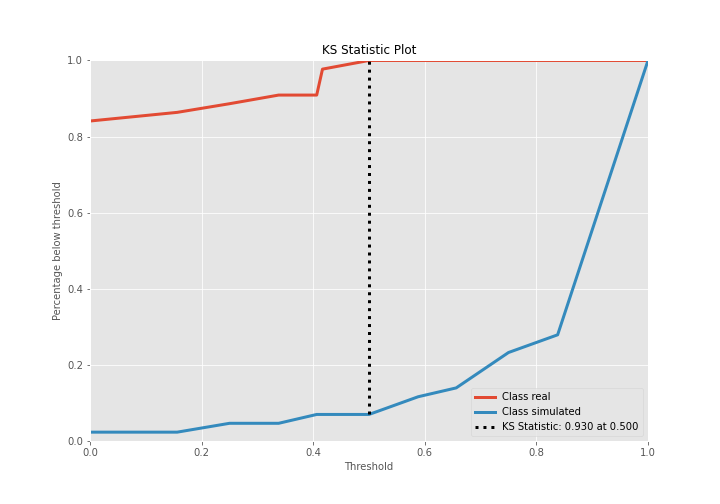 KS Statistic Plot
1.0
0.8
0.6
0.4
0.2
0.0
Percentage below threshold
0.0 0.2 0.4 0.6 0.8 1.0
Threshold
Class real
Class simulated
KS Statistic: 0.930 at 0.500